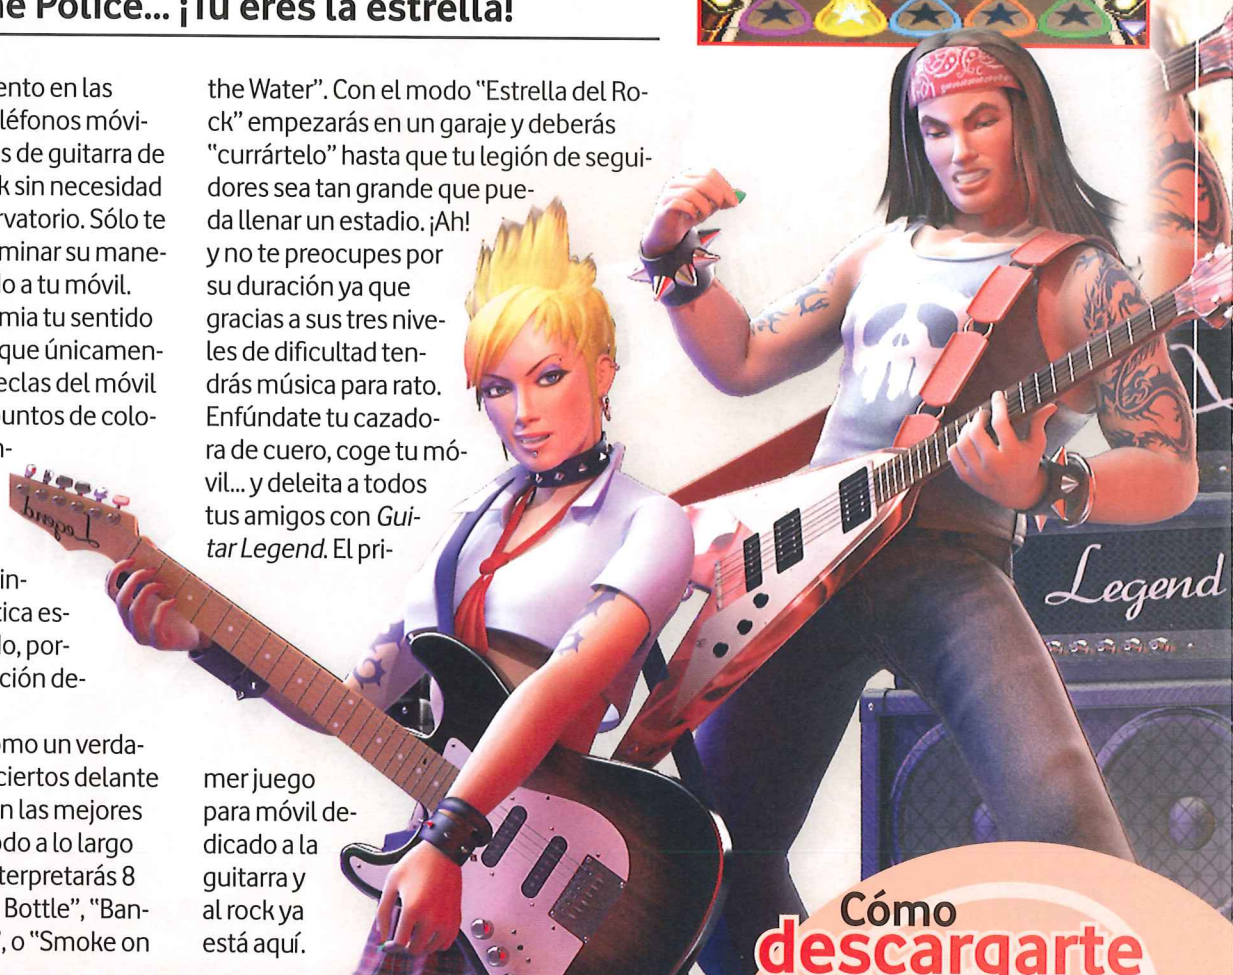 he Police... ¡Tú eres la estrella!
ento en las
léfonos móvi-
s de guitarra de
k sin necesidad
rvatorio. Sólo te
minar su mane-
o a tu móvil.
mia tu sentido
que únicamen-
eclas del móvil
puntos de colo-
n-
in-
tica es-
do, por-
ción de-
omo un verda-
ciertos delante
n las mejores
odo a lo largo
terpretarás 8
Bottle”, “Ban-
”, o “Smoke on
the Water”. Con el modo “Estrella del Ro-
ck” empezarás en un garaje y deberás
“currártelo” hasta que tu legión de segui-
dores sea tan grande que pue-
da llenar un estadio. ¡Ah!
y no te preocupes por
su duración ya que
gracias a sus tres nive-
les de dificultad ten-
drás música para rato.
Enfúndate tu cazado-
ra de cuero, coge tu mó-
vil... y deleita a todos
tus amigos con Gui-
tar Legend. El pri-
mer juego
para móvil de-
dicado a la
guitarra y
al rock ya
está aquí.
Legend
Legend
Cómo
descargarte